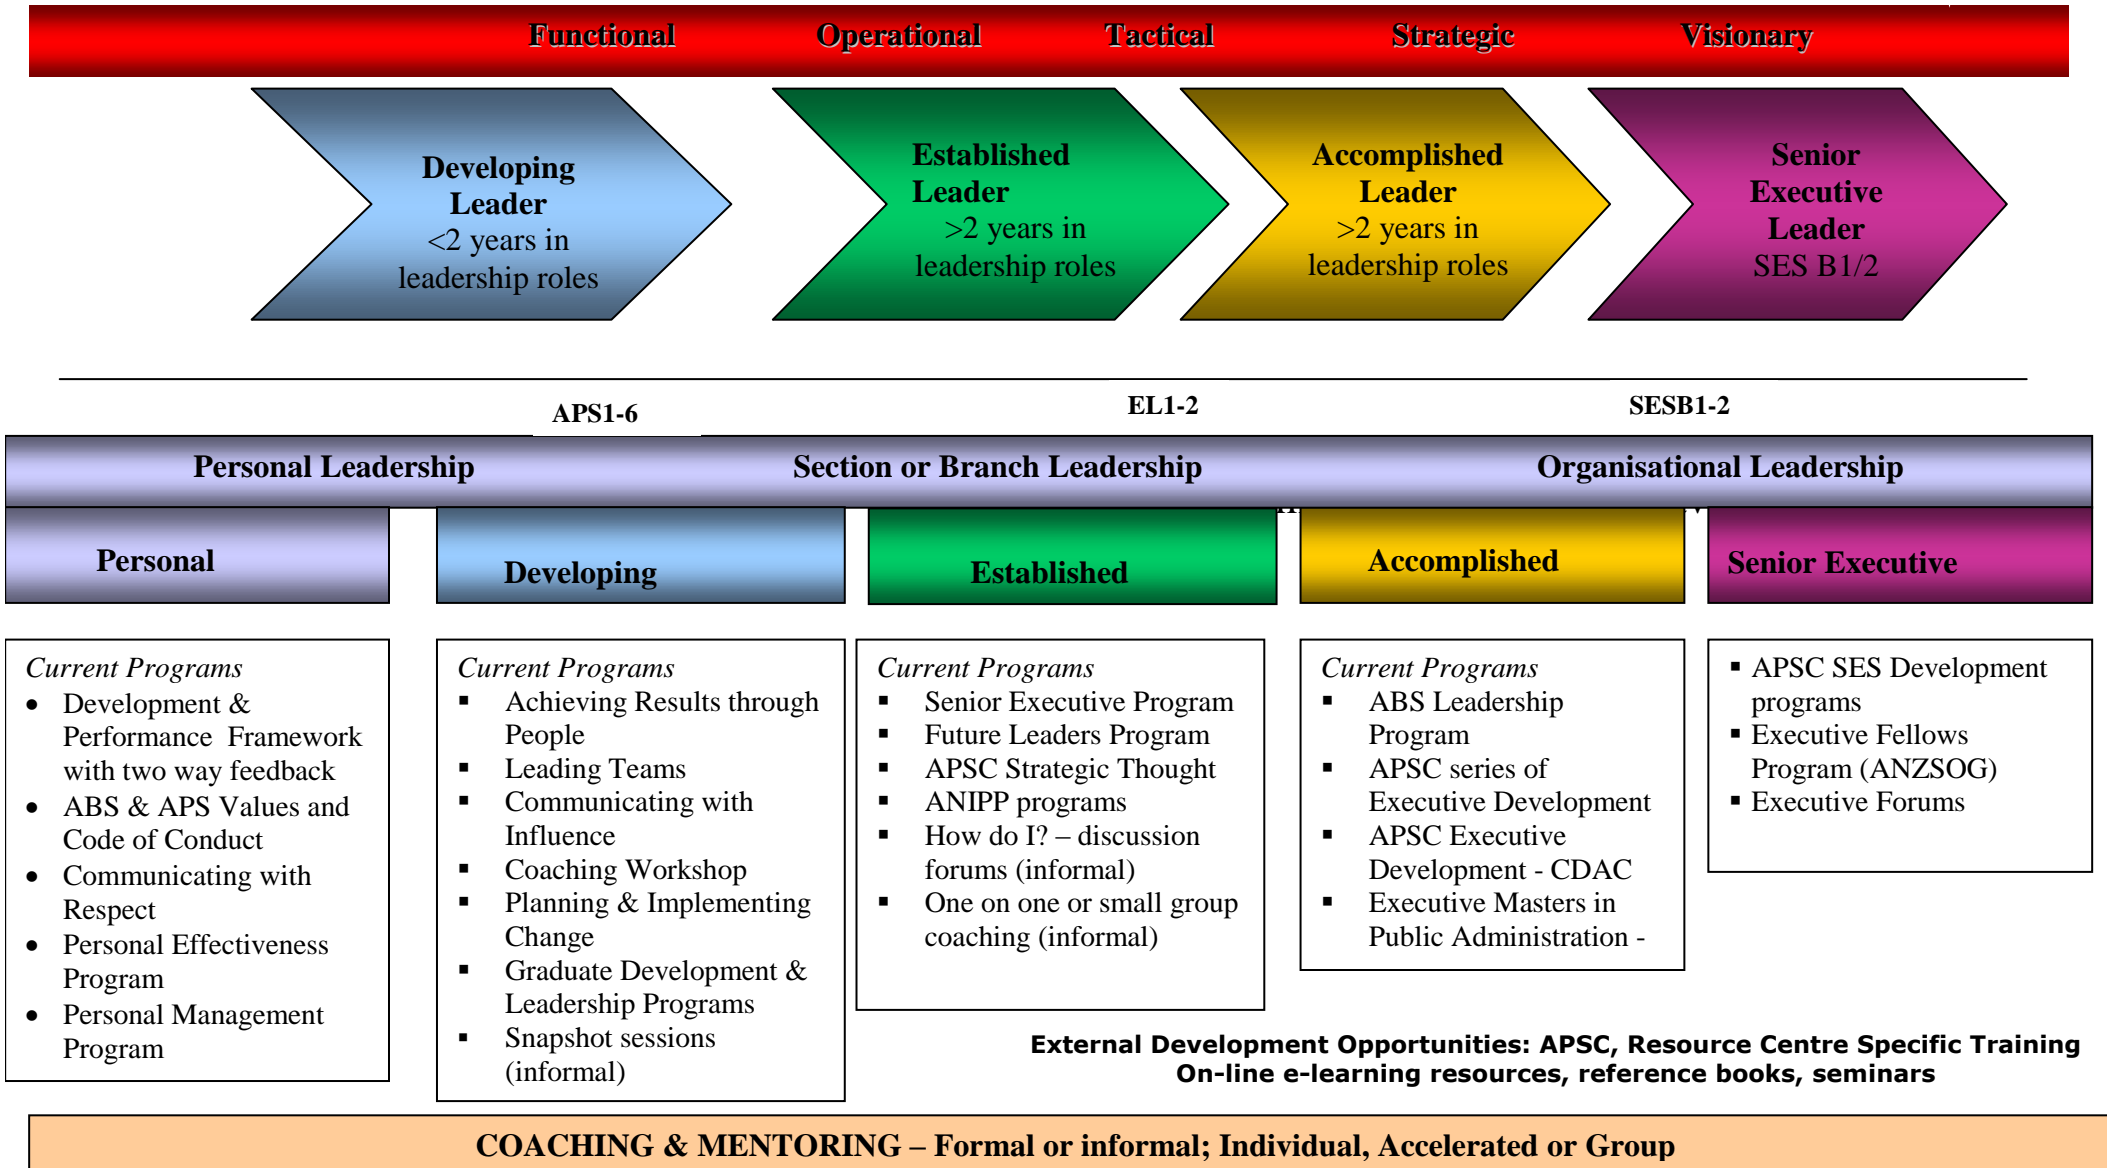 Functional Operational Tactical Strategic Visionary
Developing
Leader
<2 years in
leadership roles
Established
Leader
>2 years in
leadership roles
Accomplished
Leader
>2 years in
leadership roles
Senior
Executive
Leader
SES B1/2
APS1-6 EL1-2 SESB1-2
Personal Leadership Section or Branch Leadership Organisational Leadership
Personal
Developing
Established
Accomplished
Senior Executive
Current Programs
• Development &
Performance Framework
with two way feedback
• ABS & APS Values and
Code of Conduct
• Communicating with
Respect
• Personal Effectiveness
Program
• Personal Management
Program
Current Programs
▪ Achieving Results through
People
▪ Leading Teams
▪ Communicating with
Influence
▪ Coaching Workshop
▪ Planning & Implementing
Change
▪ Graduate Development &
Leadership Programs
▪ Snapshot sessions
(informal)
Current Programs
▪ Senior Executive Program
▪ Future Leaders Program
▪ APSC Strategic Thought
▪ ANIPP programs
▪ How do I? – discussion
forums (informal)
▪ One on one or small group
coaching (informal)
Current Programs
▪ ABS Leadership
Program
▪ APSC series of
Executive Development
▪ APSC Executive
Development - CDAC
▪ Executive Masters in
Public Administration -
▪ APSC SES Development
programs
▪ Executive Fellows
Program (ANZSOG)
▪ Executive Forums
External Development Opportunities: APSC, Resource Centre Specific Training
On-line e-learning resources, reference books, seminars
COACHING & MENTORING – Formal or informal; Individual, Accelerated or Group